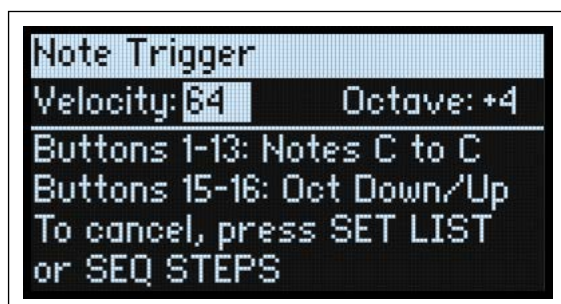 Note Trigger
Velocity: 64 Octave: +4
Buttons 1-13: Notes C to C
Buttons 15-16: Oct Down/Up
To cancel, press SET LIST
or SEQ STEPS